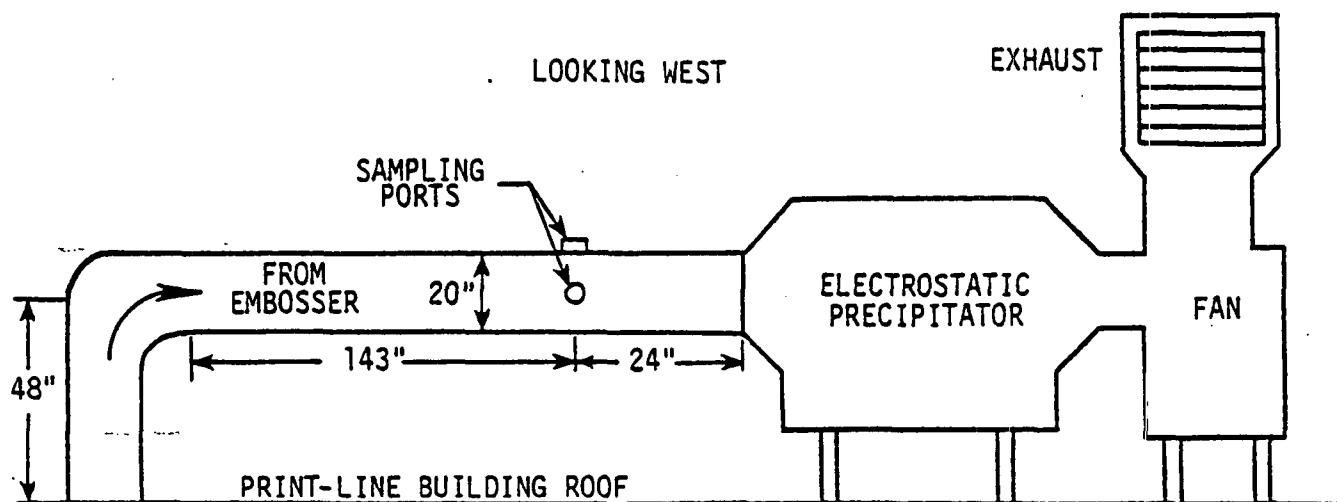 LOOKING WEST
EXHAUST
SAMPLING
PORTS
FROM
EMBOSSER
20"
ELECTROSTATIC
PRECIPITATOR
FAN
143"
24"
48"
PRINT-LINE BUILDING ROOF